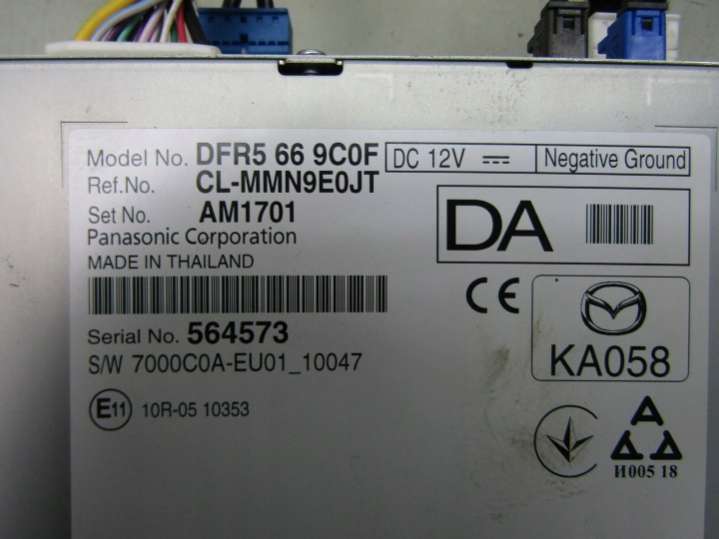 Model No. DFR5 66 9C0F DC 12V Negative Ground
Ref.No. CL-MMN9E0JT
Set No. AM1701
DA
Panasonic Corporation
MADE IN THAILAND
CE
Serial No. 564573
KA058
S/W 7000C0A-EU01_10047
E11 10R-05 10353
И005 18